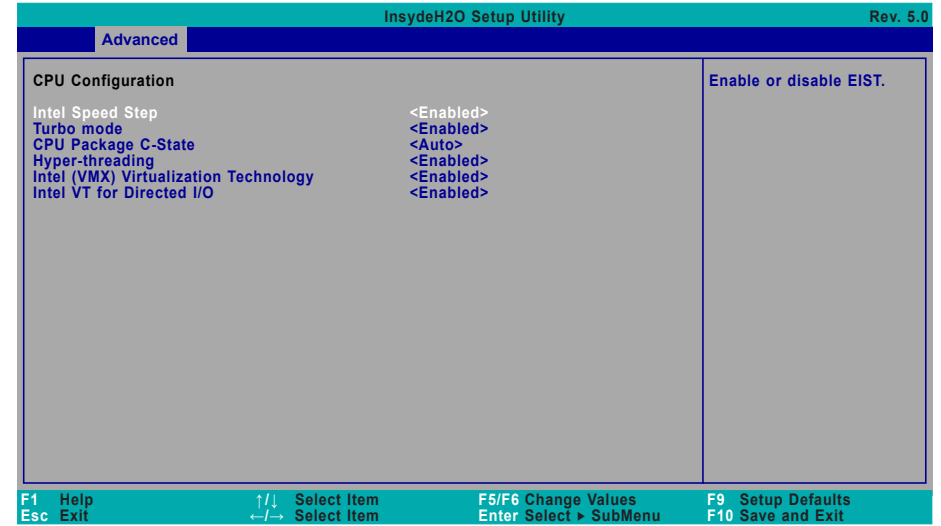 InsydeH2O Setup Utility Rev. 5.0
Advanced
CPU Configuration
Enable or disable EIST.
Intel Speed Step <Enabled>
Turbo mode <Enabled>
CPU Package C-State <Auto>
Hyper-threading <Enabled>
Intel (VMX) Virtualization Technology <Enabled>
Intel VT for Directed I/O <Enabled>
F1 Help ↑/↓ Select Item F5/F6 Change Values F9 Setup Defaults
Esc Exit ←/→ Select Item Enter Select ▶ SubMenu F10 Save and Exit